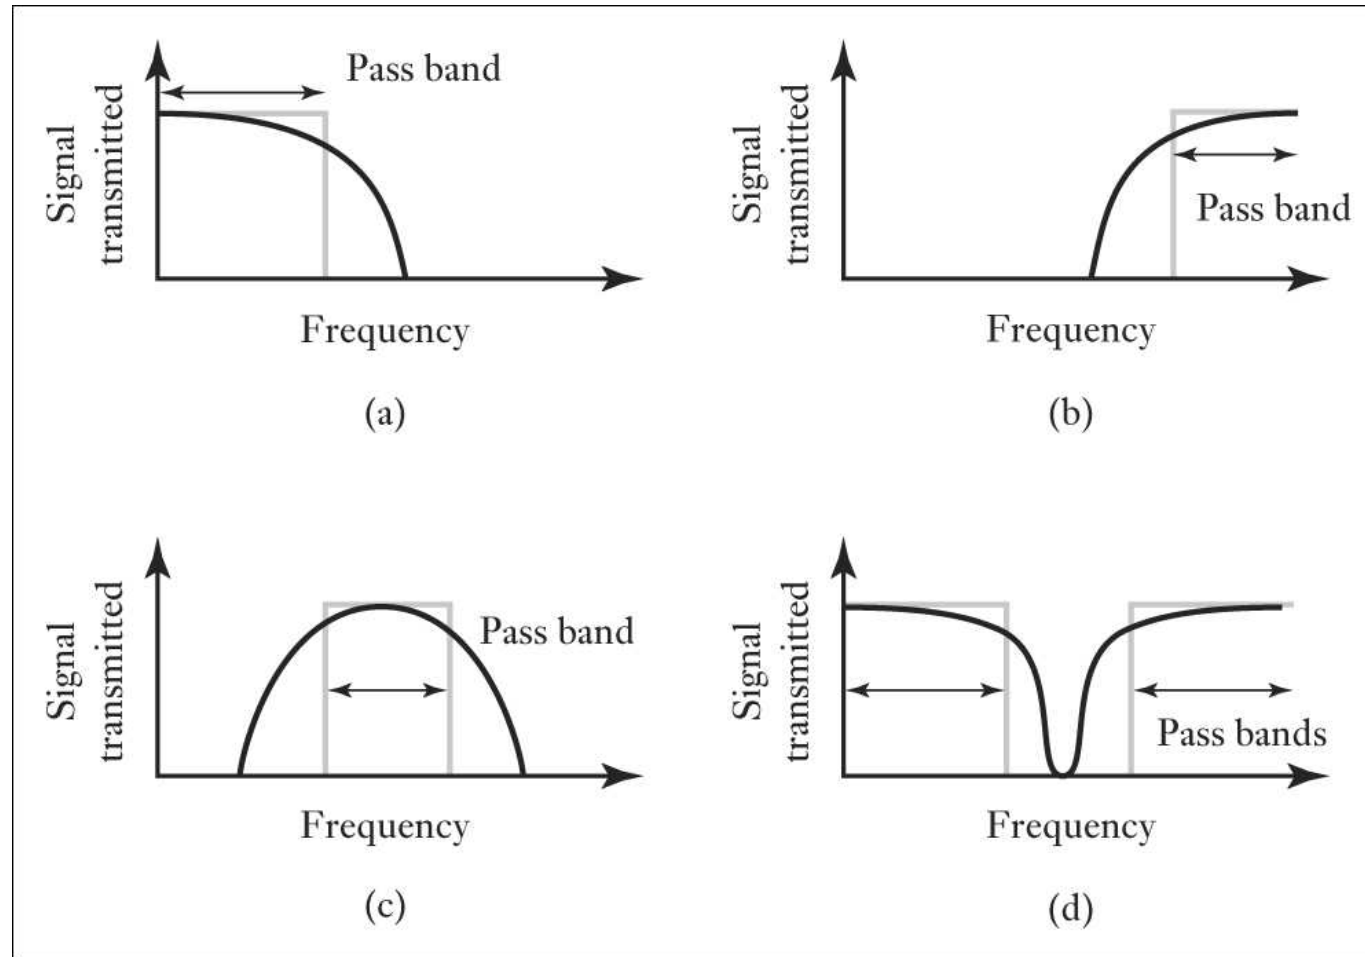 Pass band
Signal
transmitted
Frequency
(a)
Signal
transmitted
Pass band
Frequency
(b)
Signal
transmitted
Pass band
Frequency
(c)
Signal
transmitted
Pass bands
Frequency
(d)